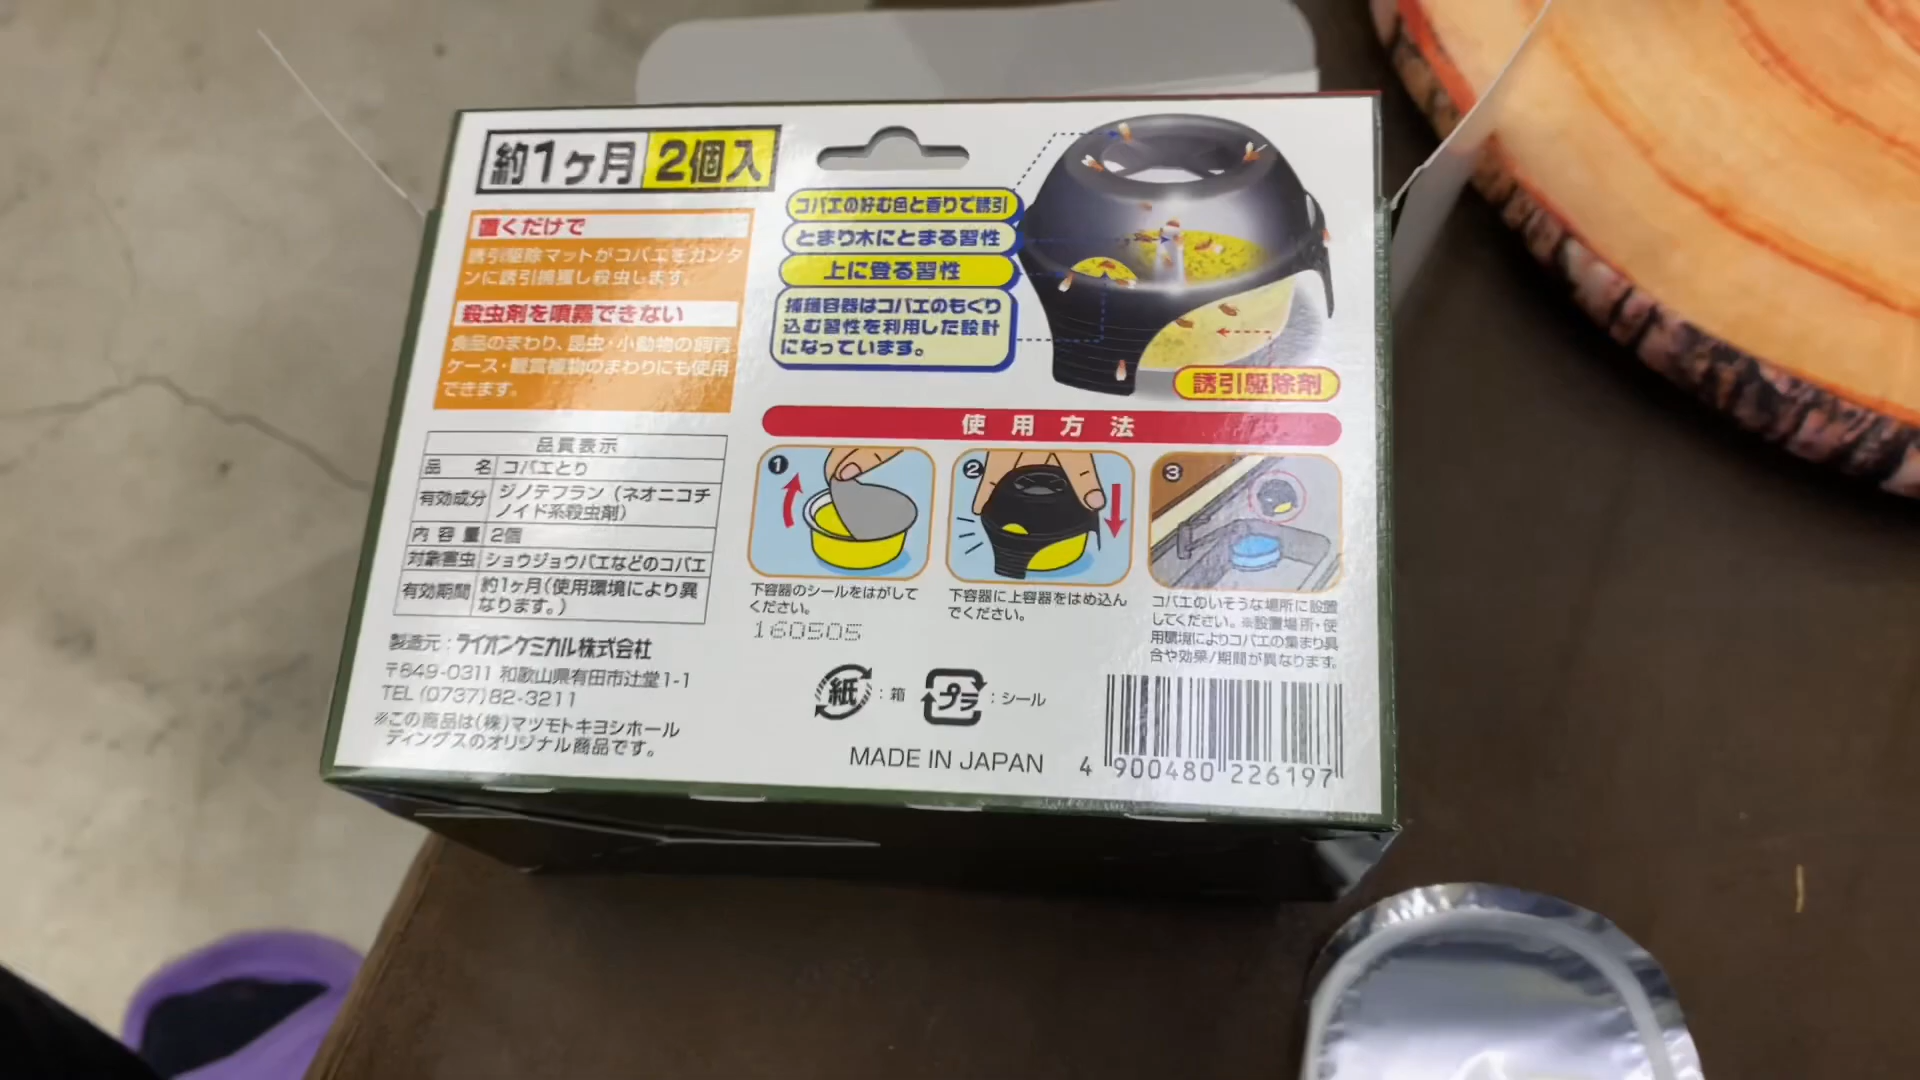 約1ヶ月 2個入
置くだけで
誘引駆除マットがコバエをカンタ
ンに誘引捕獲し殺虫します。
殺虫剤を噴霧できない
食品のまわり、昆虫・小動物の飼育
ケース・観賞植物のまわりにも使用
できます。
コバエの好む色と香りで誘引
とまり木にとまる習性
上に登る習性
捕獲容器はコバエのもぐり
込む習性を利用した設計
になっています。
誘引駆除剤
品質表示
品名 コバエとり
有効成分 ジノテフラン（ネオニコチ
ノイド系殺虫剤）
内容量 2個
対象害虫 ショウジョウバエなどのコバエ
有効期間 約1ヶ月(使用環境により異
なります。)
製造元：ライオンケミカル株式会社
〒649-0311 和歌山県有田市辻堂1-1
TEL (0737)82-3211
※この商品は(株)マツモトキヨシホール
ディングスのオリジナル商品です。
使用方法
1
下容器のシールをはがして
ください。
160505
2
下容器に上容器をはめ込ん
でください。
3
コバエのいそうな場所に設置
してください。※設置場所・使
用環境によりコバエの集まり具
合や効果/期間が異なります。
紙：箱
プラ：シール
MADE IN JAPAN
4 900480 226197